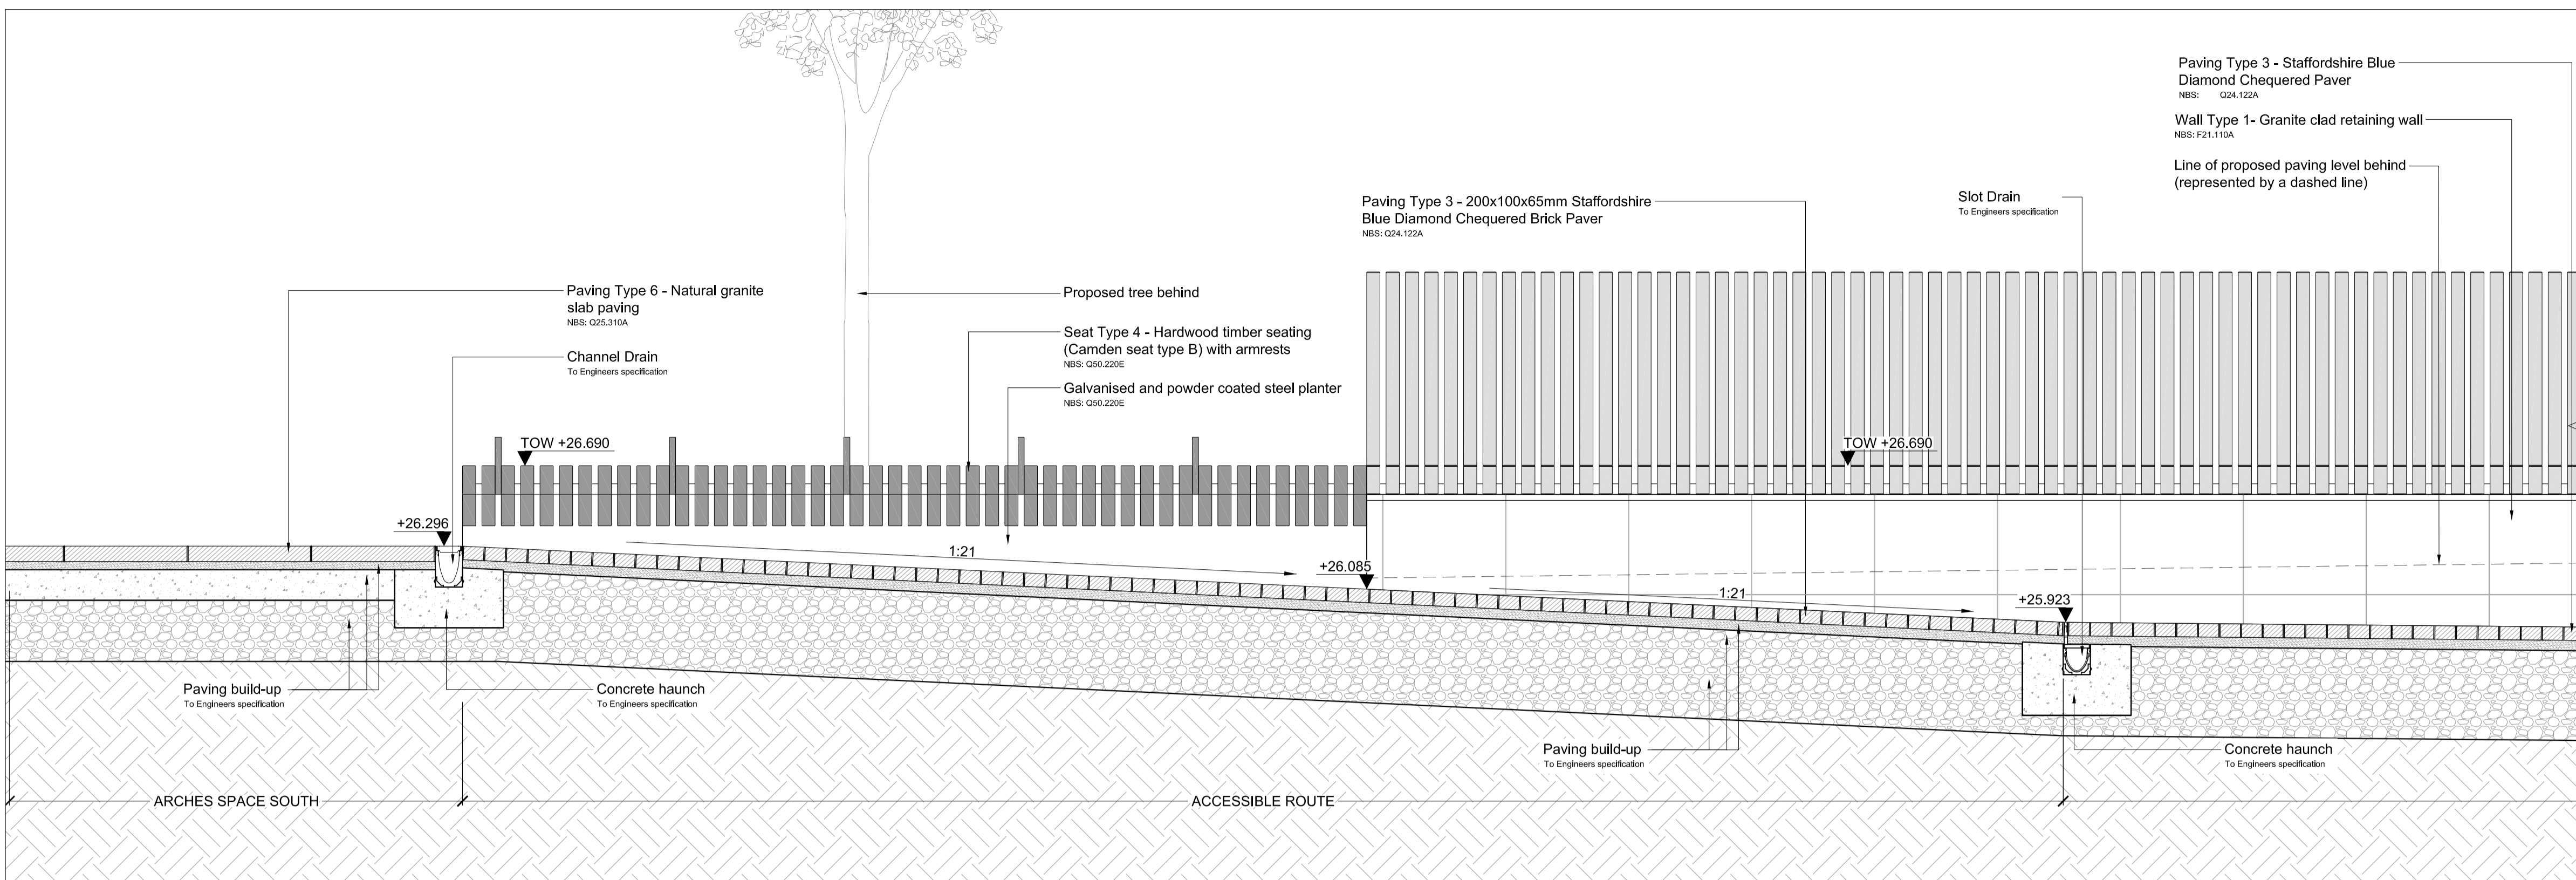 Paving Type 3 - Staffordshire Blue
Diamond Chequered Paver
NBS: Q24.122A
Wall Type 1- Granite clad retaining wall
NBS: F21.110A
Line of proposed paving level behind
(represented by a dashed line)
Slot Drain
To Engineers specification
Paving Type 3 - 200x100x65mm Staffordshire
Blue Diamond Chequered Brick Paver
NBS: Q24.122A
Paving Type 6 - Natural granite
slab paving
NBS: Q25.310A
Channel Drain
To Engineers specification
Proposed tree behind
Seat Type 4 - Hardwood timber seating
(Camden seat type B) with armrests
NBS: Q50.220E
Galvanised and powder coated steel planter
NBS: Q50.220E
TOW +26.690
TOW +26.690
+26.296
1:21
+26.085
1:21
+25.923
Paving build-up
To Engineers specification
Concrete haunch
To Engineers specification
Paving build-up
To Engineers specification
Concrete haunch
To Engineers specification
ARCHES SPACE SOUTH
ACCESSIBLE ROUTE